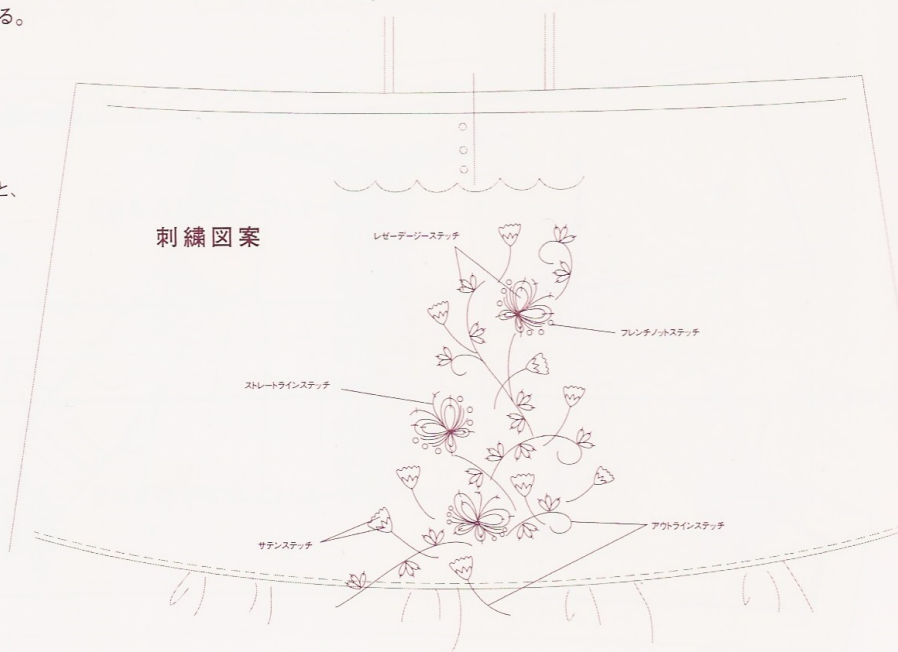 る。
と、
刺繍図案
レゼーデージーステッチ
フレンチノットステッチ
ストレートラインステッチ
サテンステッチ
アウトラインステッチ